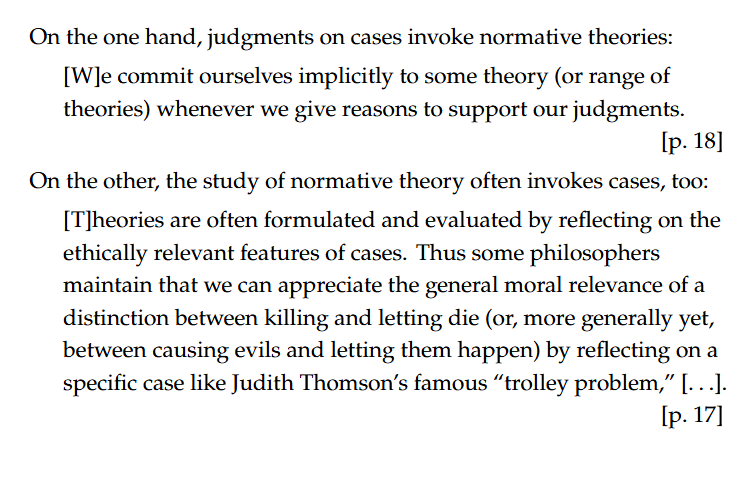 On the one hand, judgments on cases invoke normative theories:
[W]e commit ourselves implicitly to some theory (or range of
theories) whenever we give reasons to support our judgments.
[p. 18]
On the other, the study of normative theory often invokes cases, too:
[T]heories are often formulated and evaluated by reflecting on the
ethically relevant features of cases. Thus some philosophers
maintain that we can appreciate the general moral relevance of a
distinction between killing and letting die (or, more generally yet,
between causing evils and letting them happen) by reflecting on a
specific case like Judith Thomson’s famous “trolley problem,” [. . .].
[p. 17]